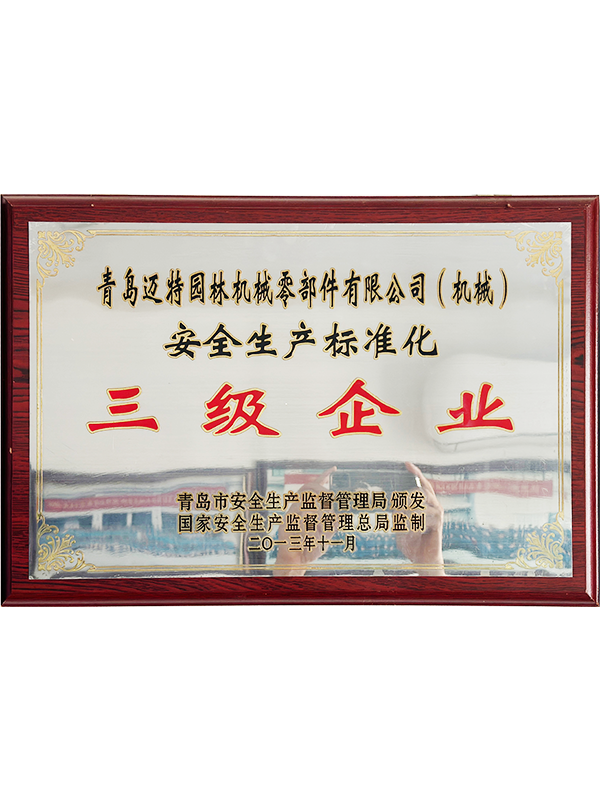 青岛迈特园林机械零部件有限公司（机械）
安全生产标准化
三级企业
青岛市安全生产监督管理局 颁发
国家安全生产监督管理总局监制
二〇一三年十一月